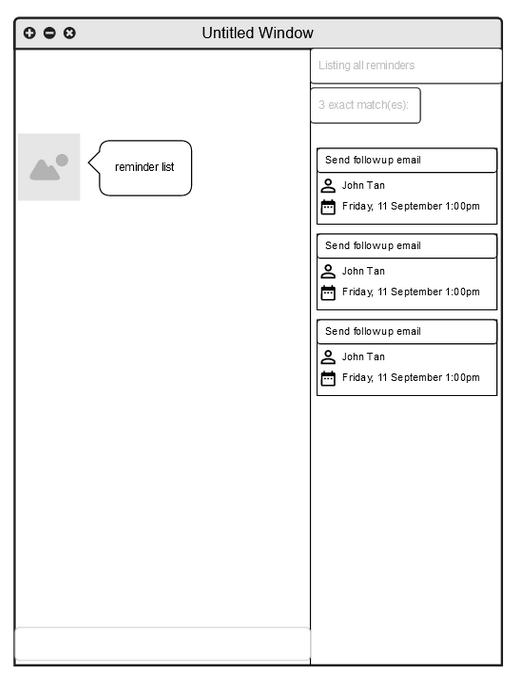 Untitled Window
Listing all reminders
3 exact match(es):
reminder list
Send followup email
John Tan
Friday, 11 September 1:00pm
Send followup email
John Tan
Friday, 11 September 1:00pm
Send followup email
John Tan
Friday, 11 September 1:00pm